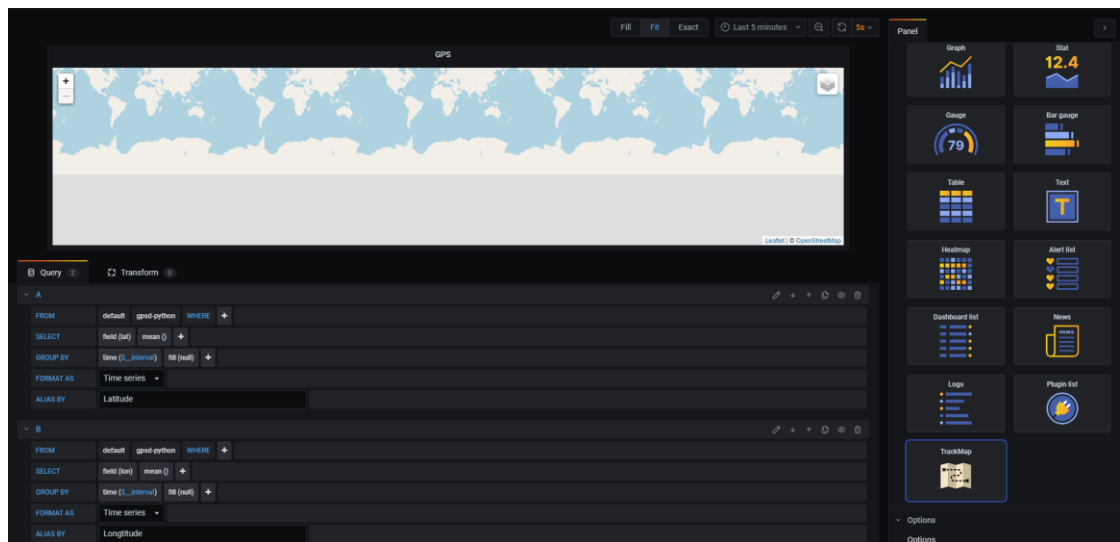 Fill Fit Exact Last 5 minutes 5s
Panel
GPS
+
−
Leaflet | © OpenStreetMap
Query 2 Transform 0
A
FROM default gpsd-python WHERE +
SELECT field (lat) mean () +
GROUP BY time ($__interval) fill (null) +
FORMAT AS Time series
ALIAS BY Latitude
B
FROM default gpsd-python WHERE +
SELECT field (lon) mean () +
GROUP BY time ($__interval) fill (null) +
FORMAT AS Time series
ALIAS BY Longtitude
Graph Stat
12.4
Gauge Bar gauge
79
Table Text
T
Heatmap Alert list
Dashboard list News
NEWS
Logs Plugin list
TrackMap
Options
Options